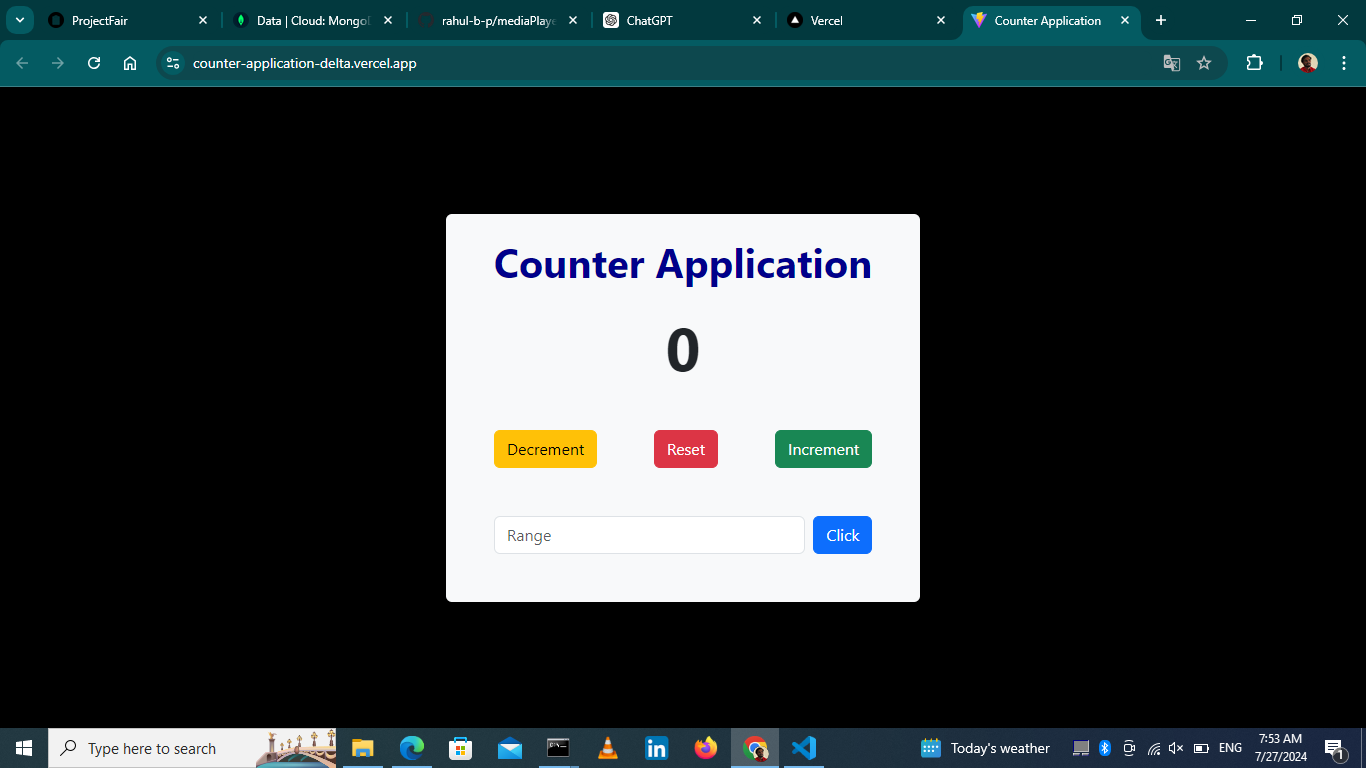 ProjectFair
Data | Cloud: MongoD
rahul-b-p/mediaPlaye
ChatGPT
Vercel
Counter Application
counter-application-delta.vercel.app
Counter Application
0
Decrement
Reset
Increment
Range
Click
Type here to search
Today's weather
ENG
7:53 AM
7/27/2024
1